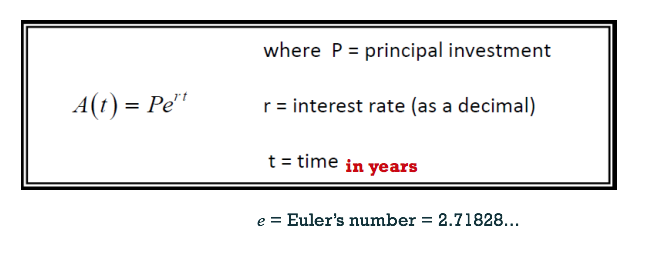 where P = principal investment
A(t) = Pe^{rt}
r = interest rate (as a decimal)
t = time in years
e = Euler's number = 2.71828...